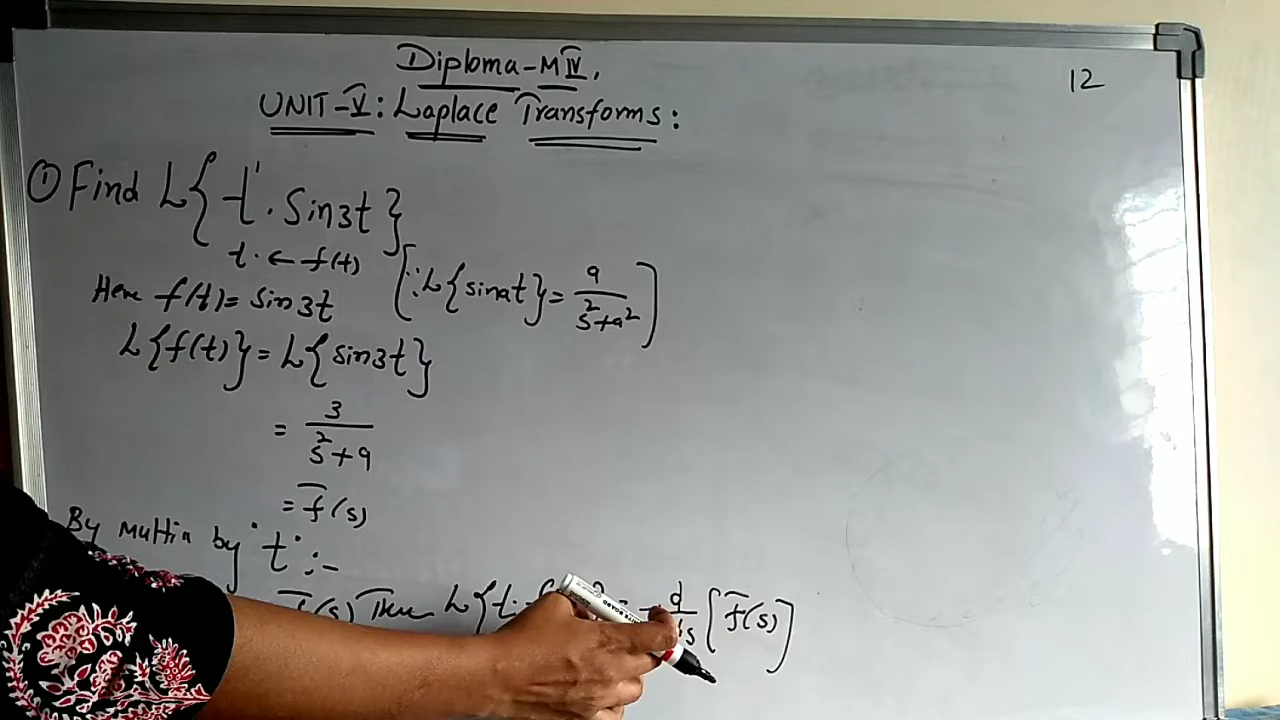 Diploma-M IV.
12
UNIT-V: Laplace Transforms:
① Find L{t¹. Sin3t}
t. ← f(t)
Here f(t)= sin3t [∵ L{sinat}= a/(s²+a²)]
L{f(t)}= L{sin3t}
= 3/(s²+9)
= f̅(s)
By by 't' :-
f̅(s) Then L{t. = - d/ds [f̅(s)]